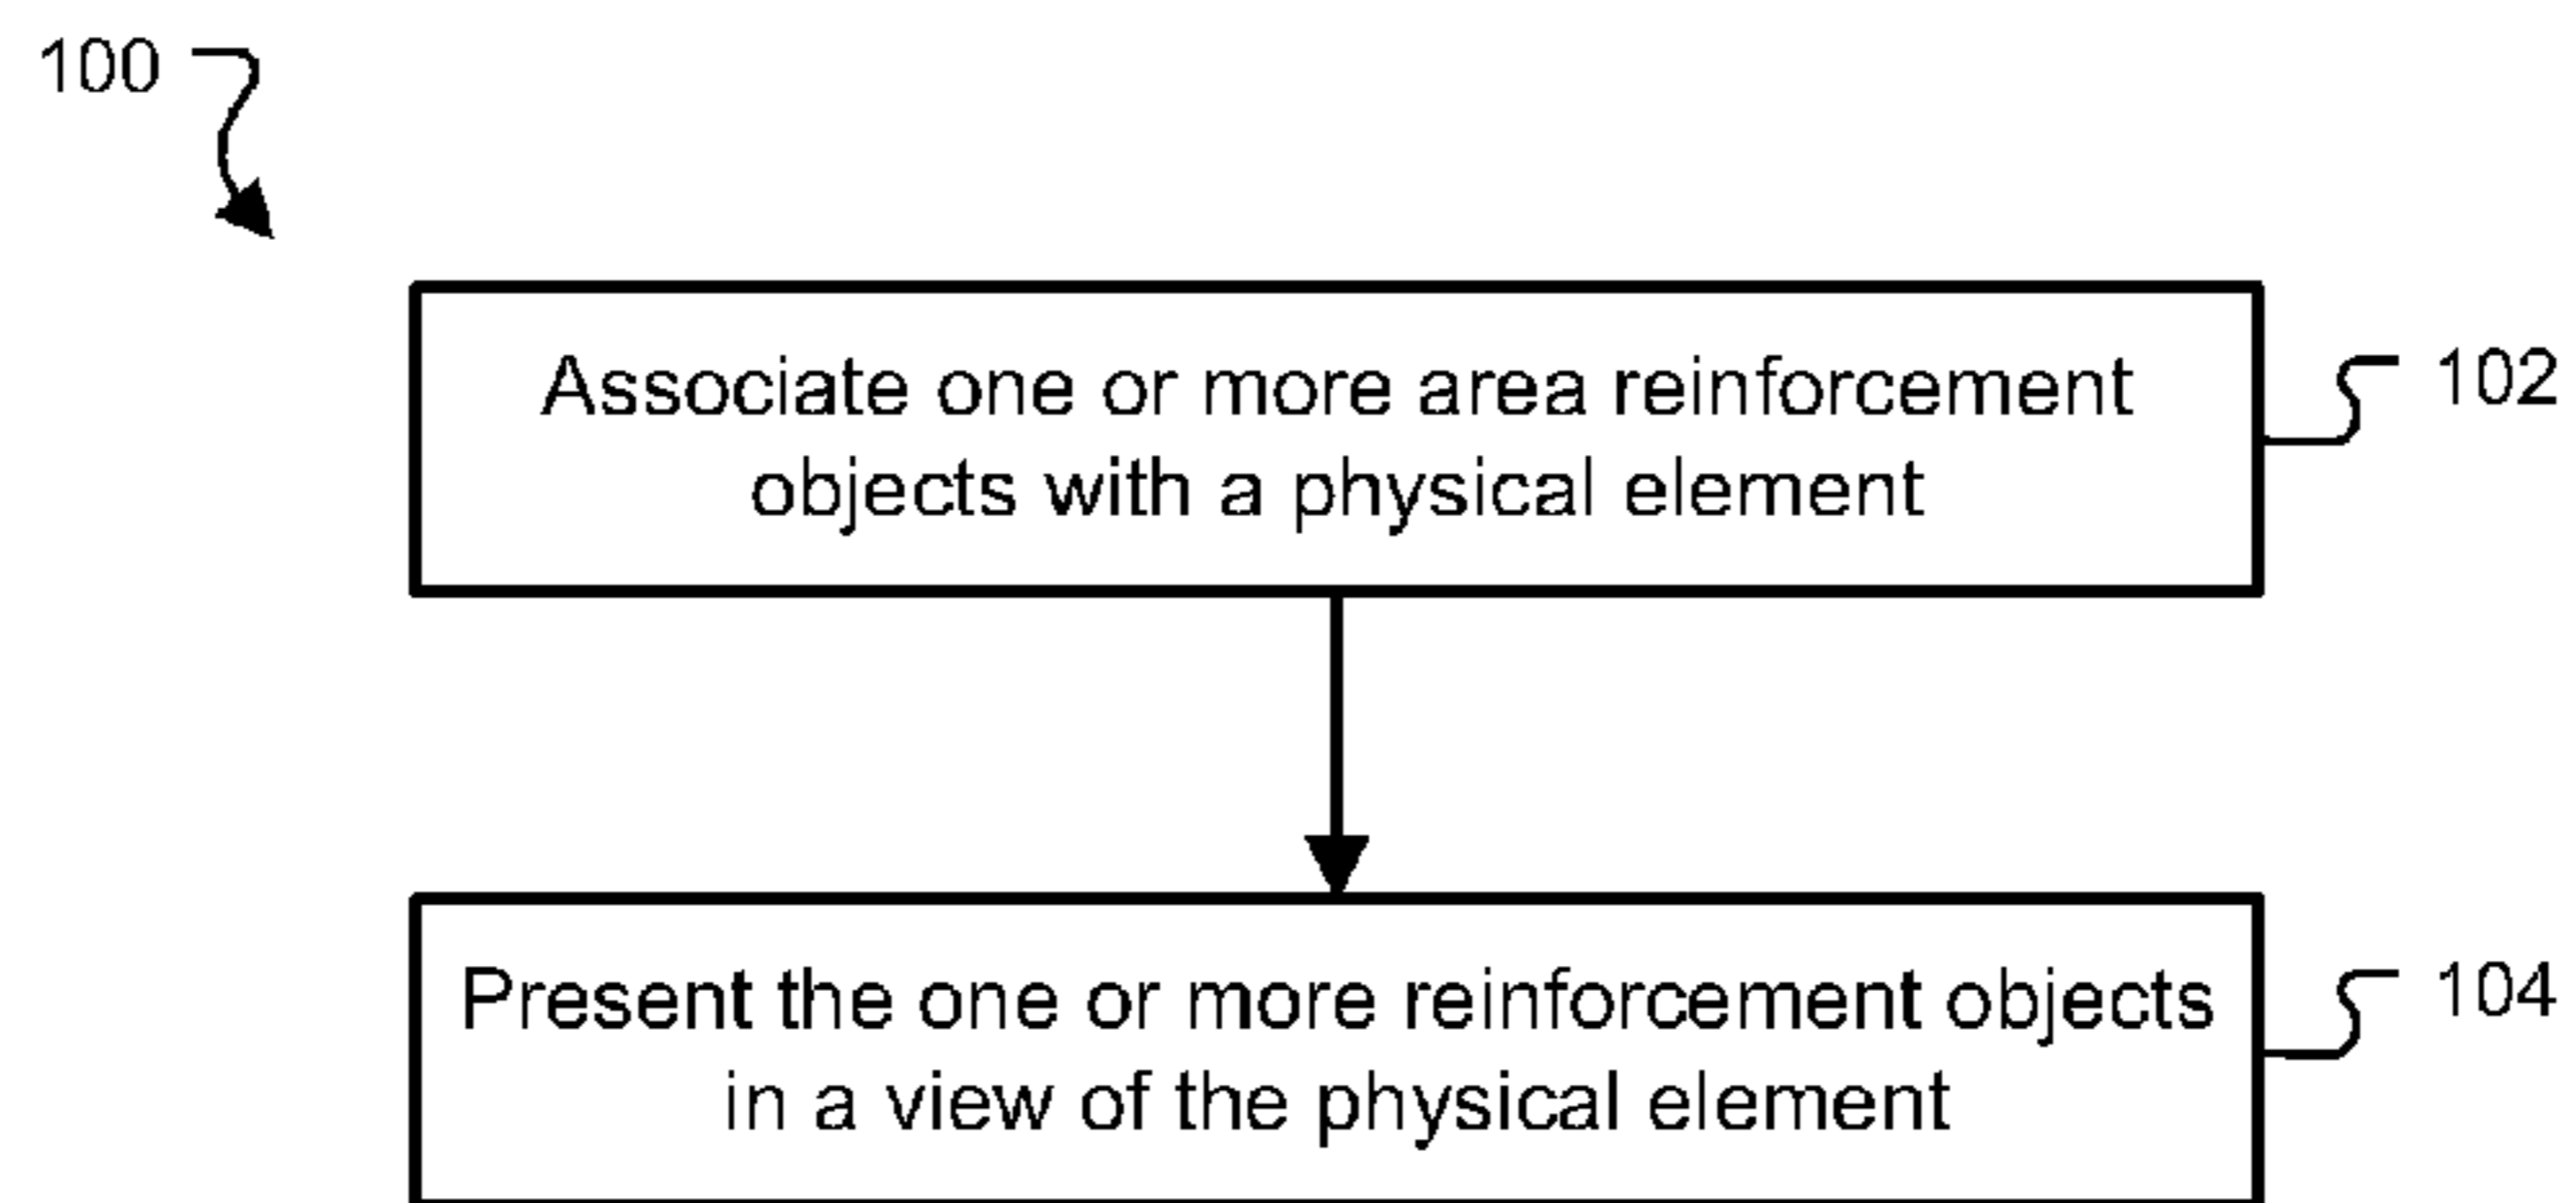 100
Associate one or more area reinforcement
objects with a physical element
102
Present the one or more reinforcement objects
in a view of the physical element
104